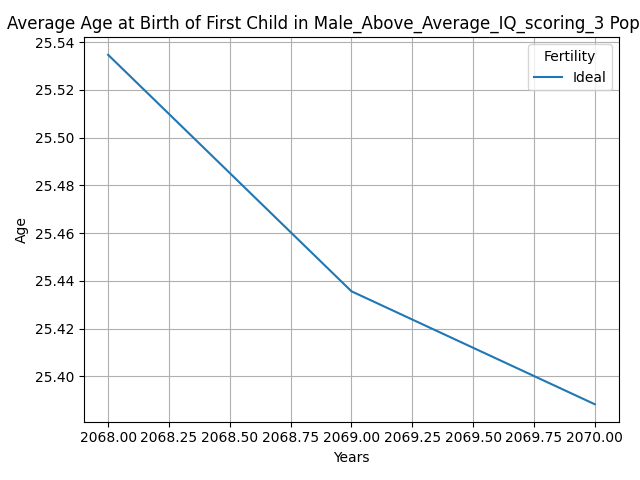 Average Age at Birth of First Child in Male_Above_Average_IQ_scoring_3 Pop
25.54
25.52
25.50
25.48
25.46
25.44
25.42
25.40
Age
Fertility
Ideal
2068.00 2068.25 2068.50 2068.75 2069.00 2069.25 2069.50 2069.75 2070.00
Years